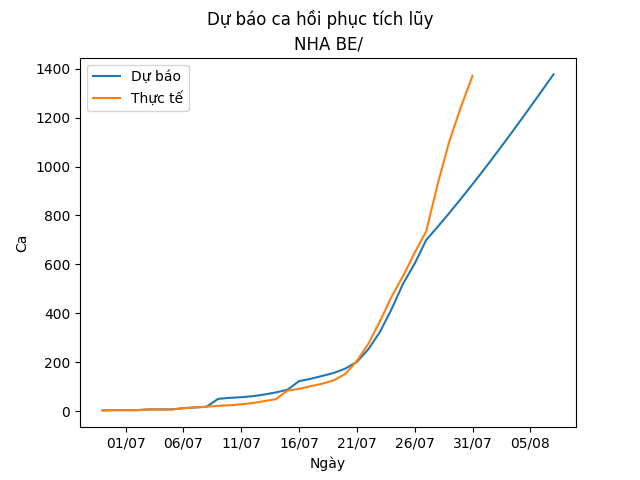 Dự báo ca hồi phục tích lũy
NHA BE/
Dự báo
Thực tế
1400
1200
1000
800
600
400
200
0
Ca
01/07 06/07 11/07 16/07 21/07 26/07 31/07 05/08
Ngày